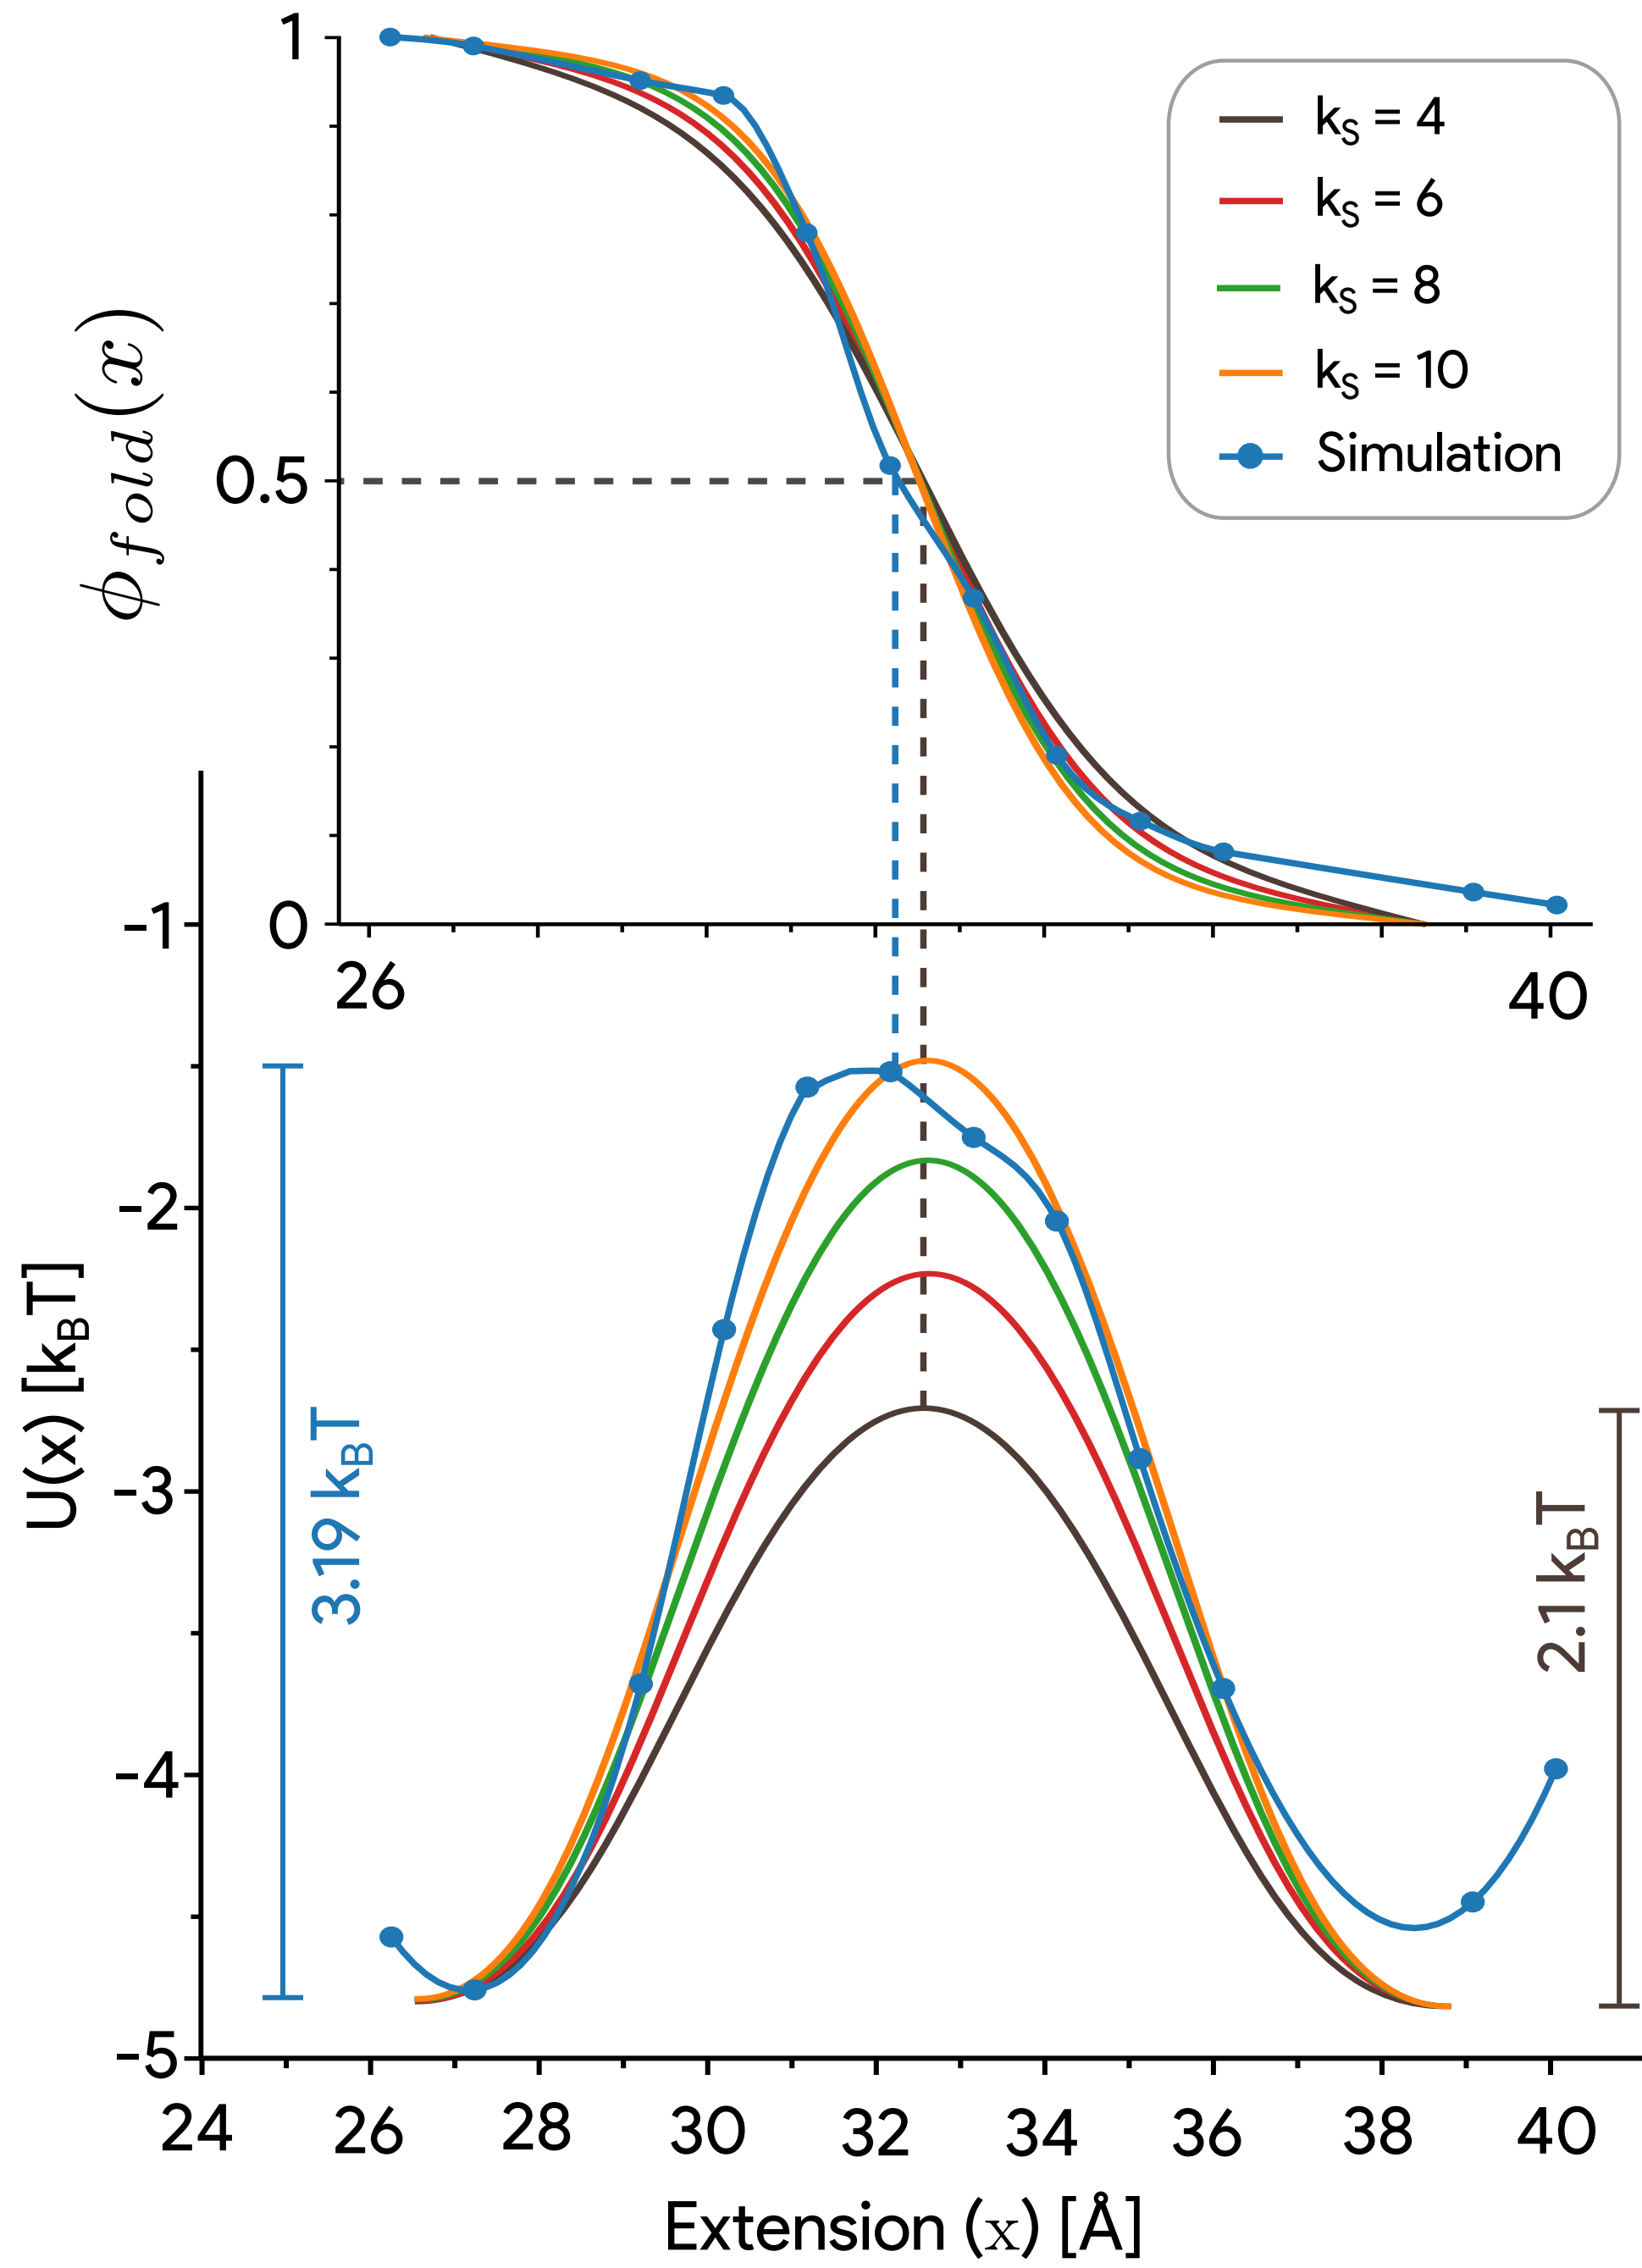 1
0.5
0
ϕfold(x)
26
40
kS = 4
kS = 6
kS = 8
kS = 10
Simulation
-1
-2
-3
-4
-5
U(x) [kBT]
3.19 kBT
2.1 kBT
24 26 28 30 32 34 36 38 40
Extension (x) [Å]